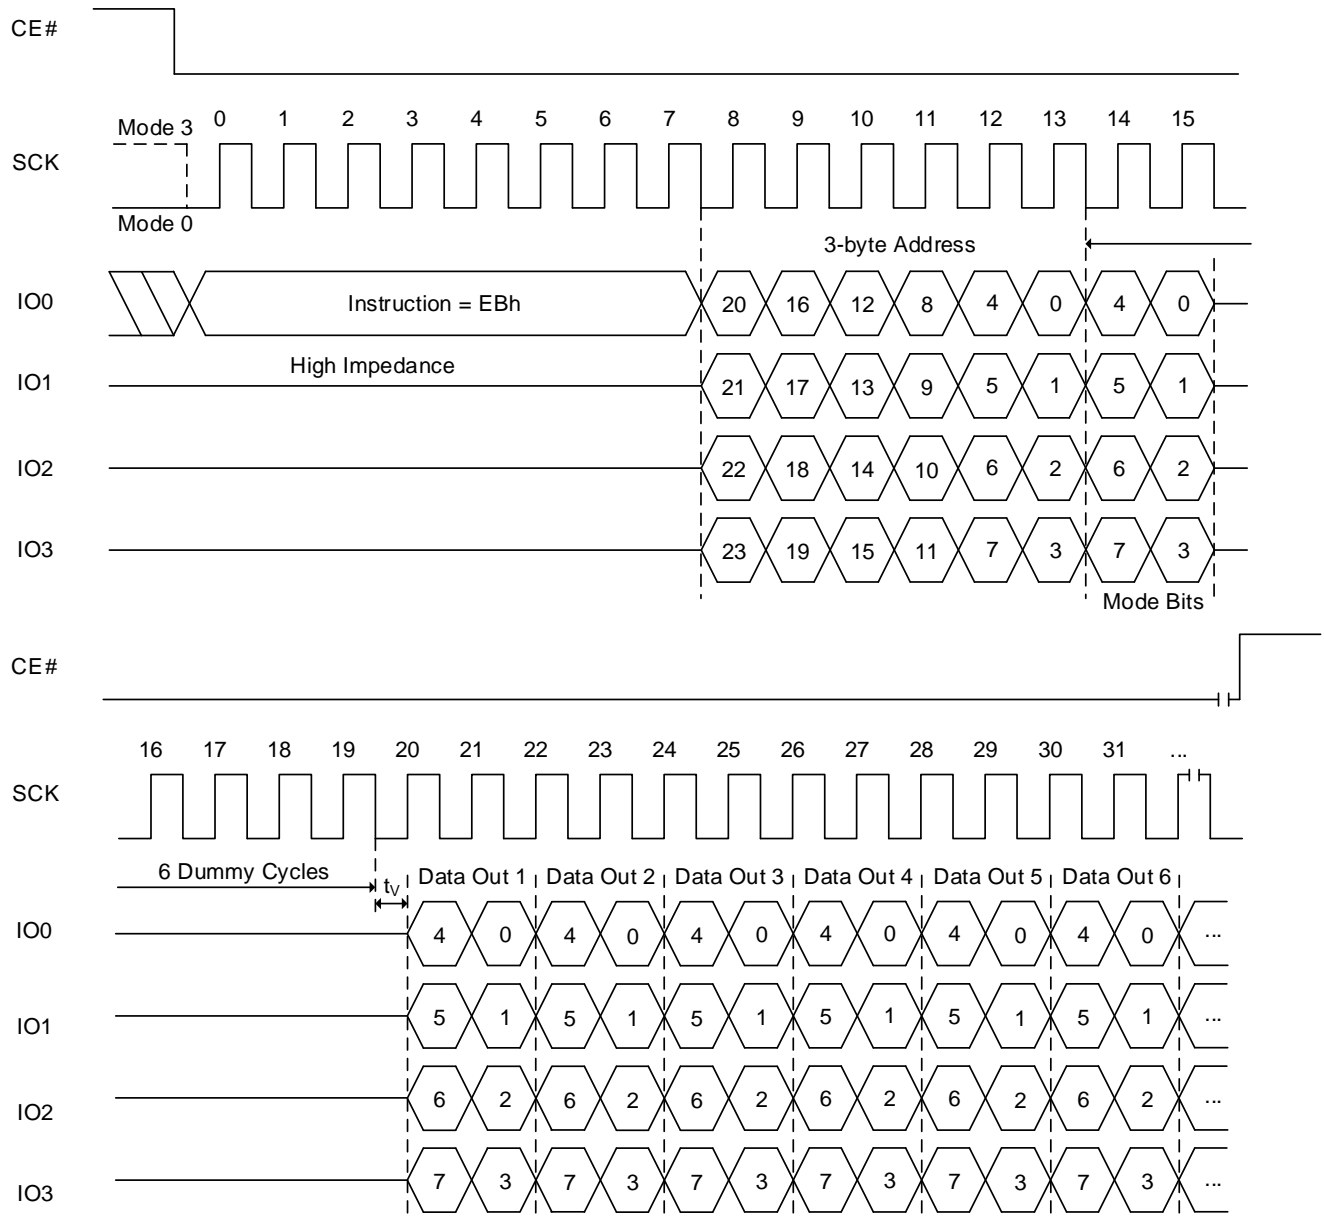 CE#
Mode 3 0 1 2 3 4 5 6 7 8 9 10 11 12 13 14 15
SCK
Mode 0
3-byte Address
IO0 Instruction = EBh 20 16 12 8 4 0 4 0
High Impedance
IO1 21 17 13 9 5 1 5 1
IO2 22 18 14 10 6 2 6 2
IO3 23 19 15 11 7 3 7 3
Mode Bits
CE#
16 17 18 19 20 21 22 23 24 25 26 27 28 29 30 31 ...
SCK
6 Dummy Cycles tV Data Out 1 Data Out 2 Data Out 3 Data Out 4 Data Out 5 Data Out 6
IO0 4 0 4 0 4 0 4 0 4 0 4 0 ...
IO1 5 1 5 1 5 1 5 1 5 1 5 1 ...
IO2 6 2 6 2 6 2 6 2 6 2 6 2 ...
IO3 7 3 7 3 7 3 7 3 7 3 7 3 ...